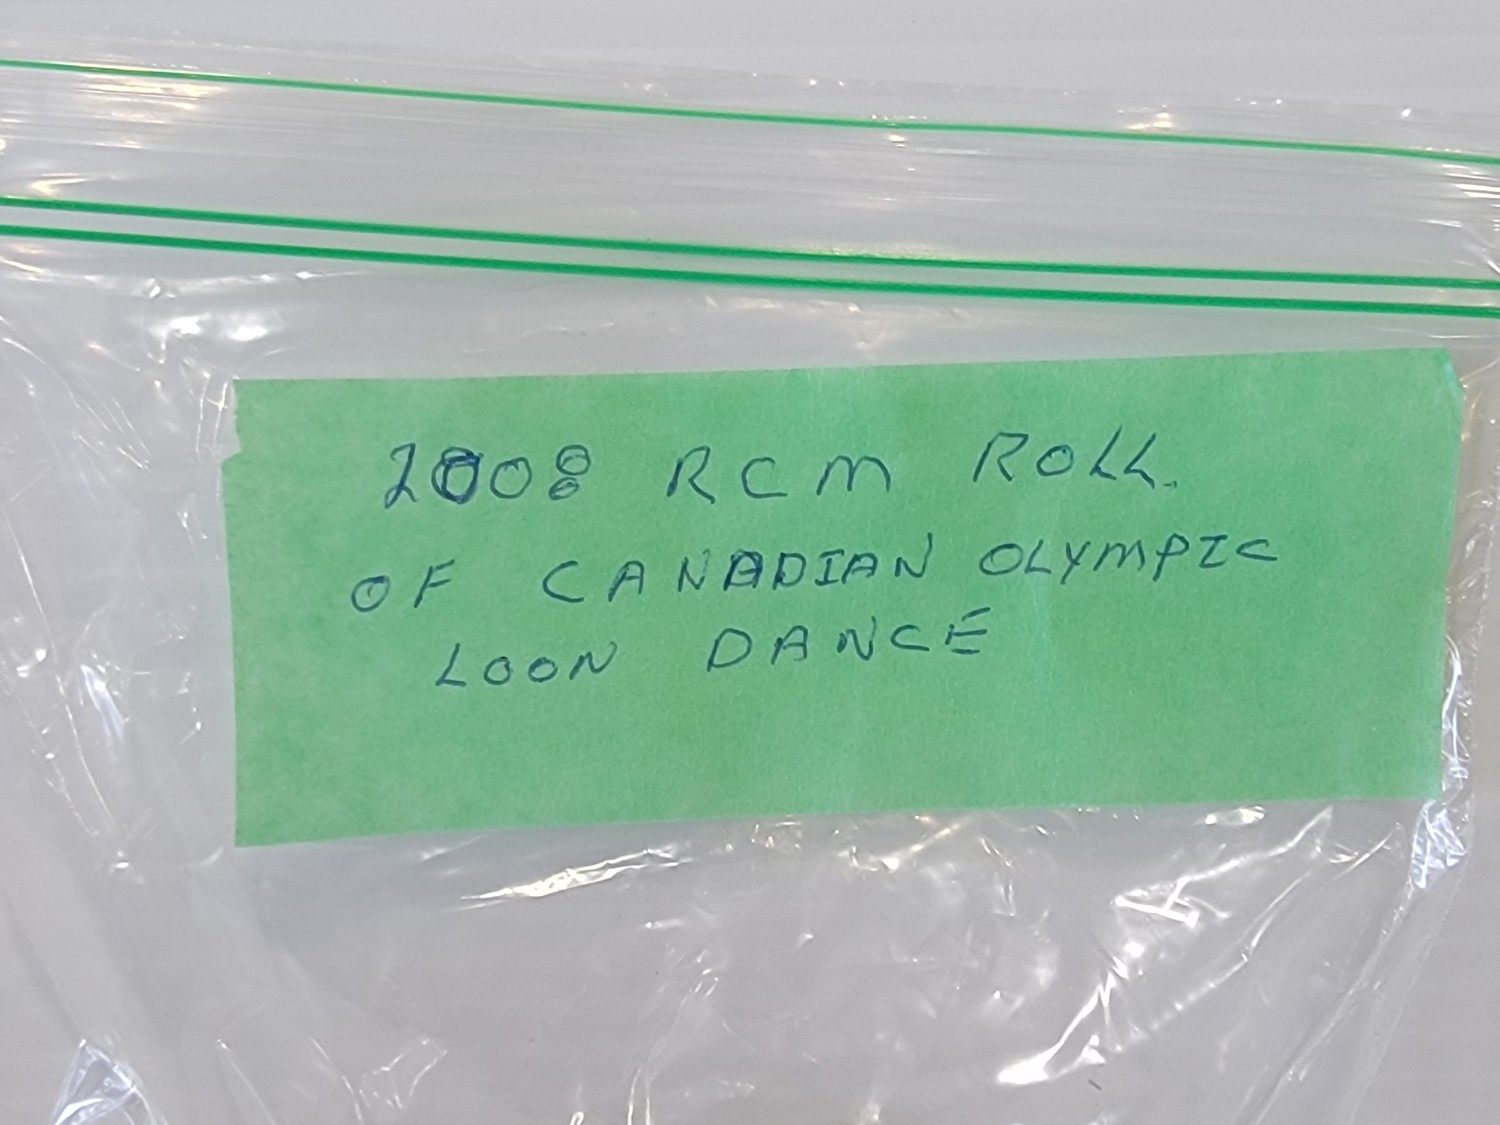 2008 RCM ROLL.
OF CANADIAN OLYMPIC
LOON DANCE